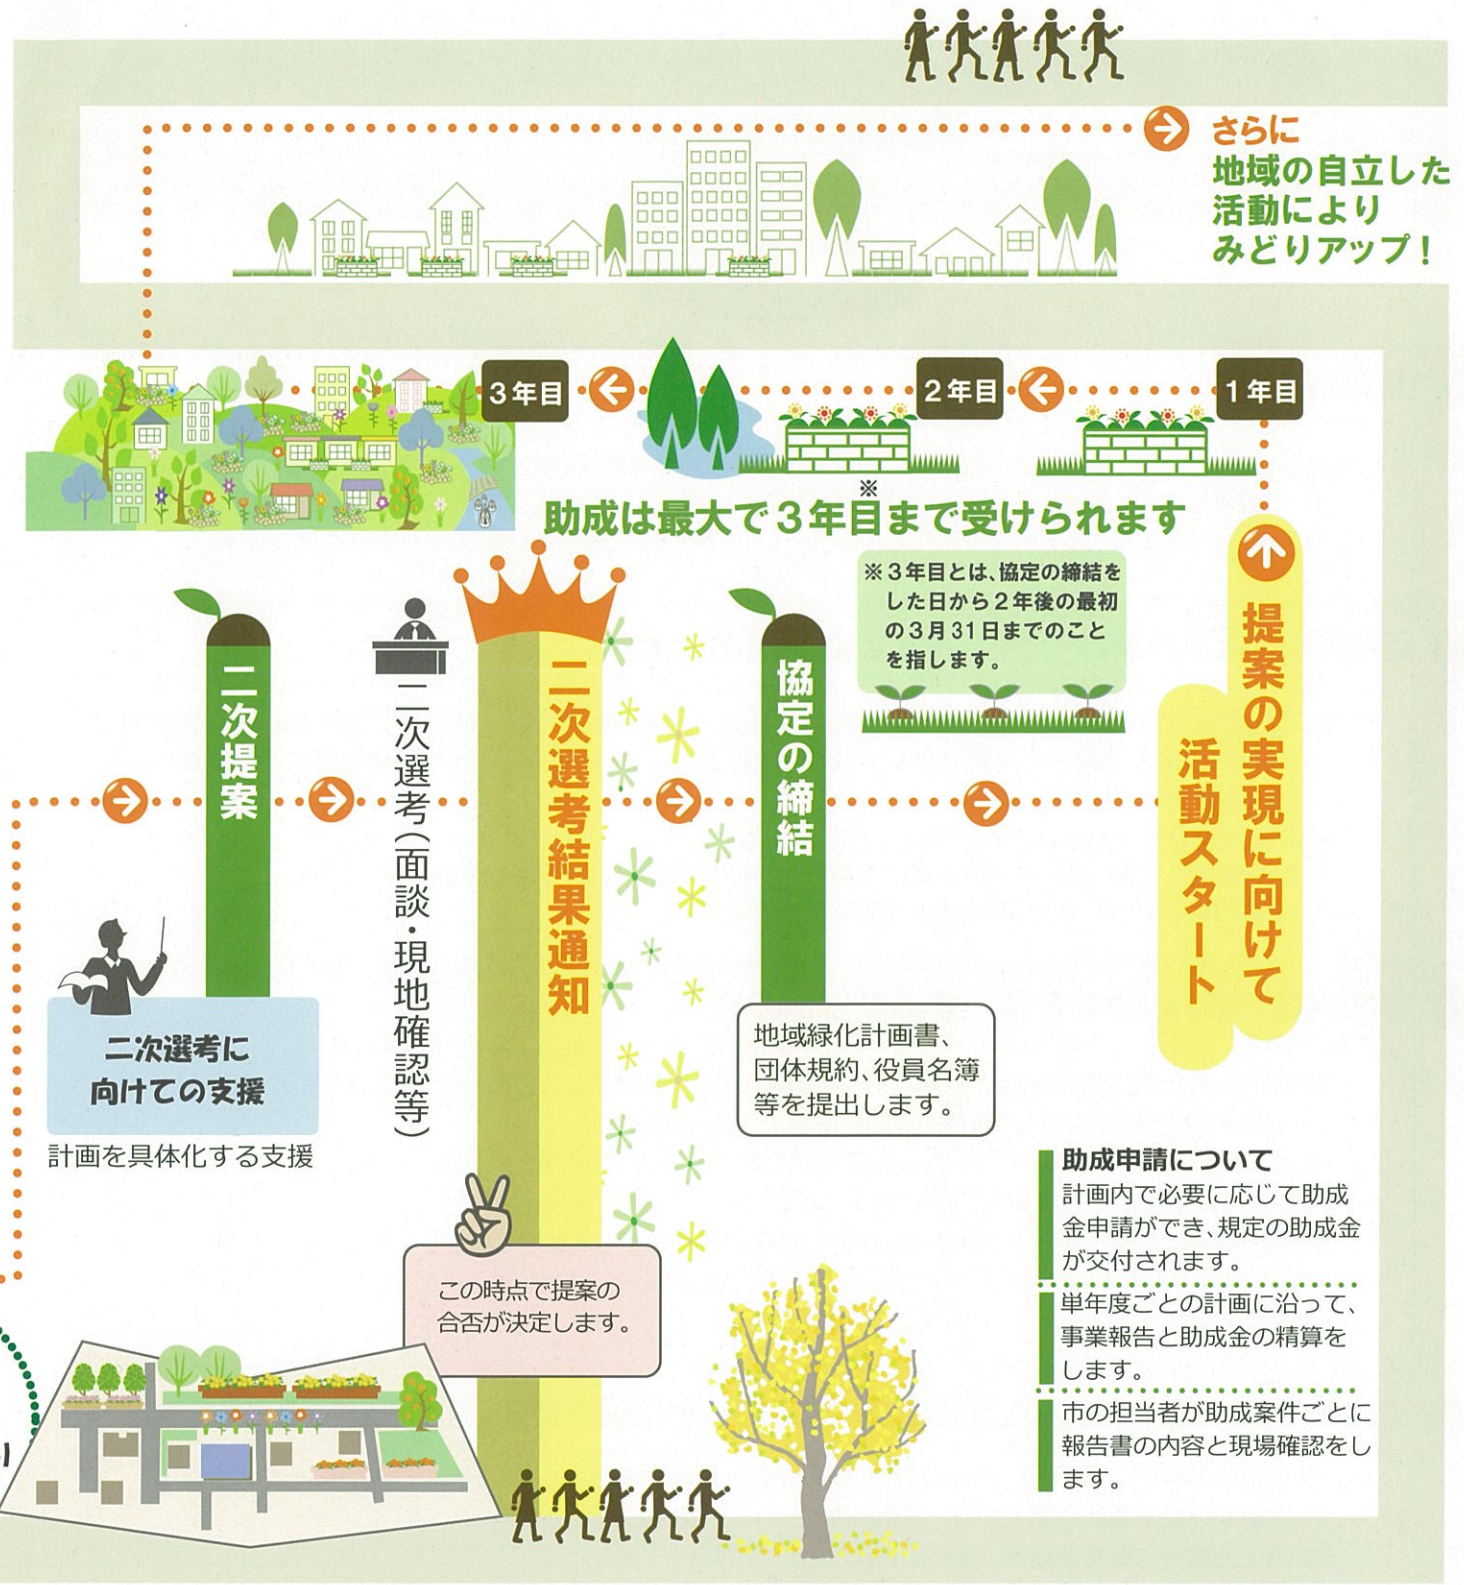 さらに
地域の自立した
活動により
みどりアップ！
3年目
2年目
1年目
※
助成は最大で3年目まで受けられます
※3年目とは、協定の締結を
した日から2年後の最初
の3月31日までのこと
を指します。
二次提案
二次選考（面談・現地確認等）
二次選考結果通知
協定の締結
提案の実現に向けて
活動スタート
二次選考に
向けての支援
計画を具体化する支援
地域緑化計画書、
団体規約、役員名簿
等を提出します。
この時点で提案の
合否が決定します。
助成申請について
計画内で必要に応じて助成
金申請ができ、規定の助成金
が交付されます。
単年度ごとの計画に沿って、
事業報告と助成金の精算を
します。
市の担当者が助成案件ごとに
報告書の内容と現場確認をし
ます。